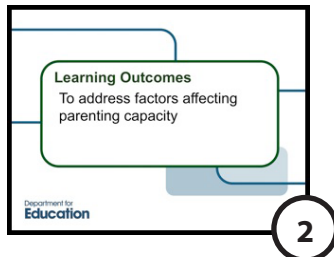 Learning Outcomes
To address factors affecting
parenting capacity
Department for
Education
2